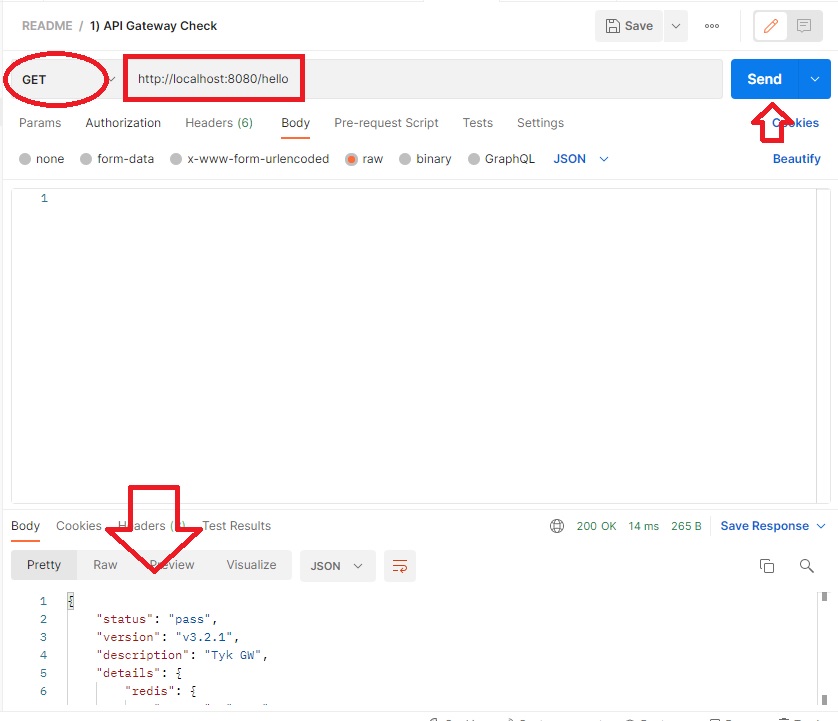 README / 1) API Gateway Check Save
GET http://localhost:8080/hello Send
Params Authorization Headers (6) Body Pre-request Script Tests Settings Cookies
none form-data x-www-form-urlencoded raw binary GraphQL JSON Beautify
1
Body Cookies Headers Test Results 200 OK 14 ms 265 B Save Response
Pretty Raw Preview Visualize JSON
1 {
2 "status": "pass",
3 "version": "v3.2.1",
4 "description": "Tyk GW",
5 "details": {
6 "redis": {